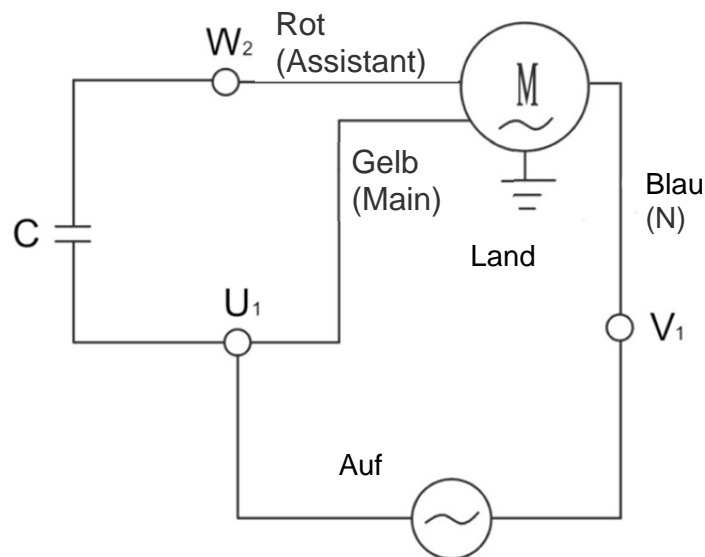 Rot
(Assistant)
W₂
M
Gelb
(Main)
Blau
(N)
C
Land
U₁
V₁
Auf